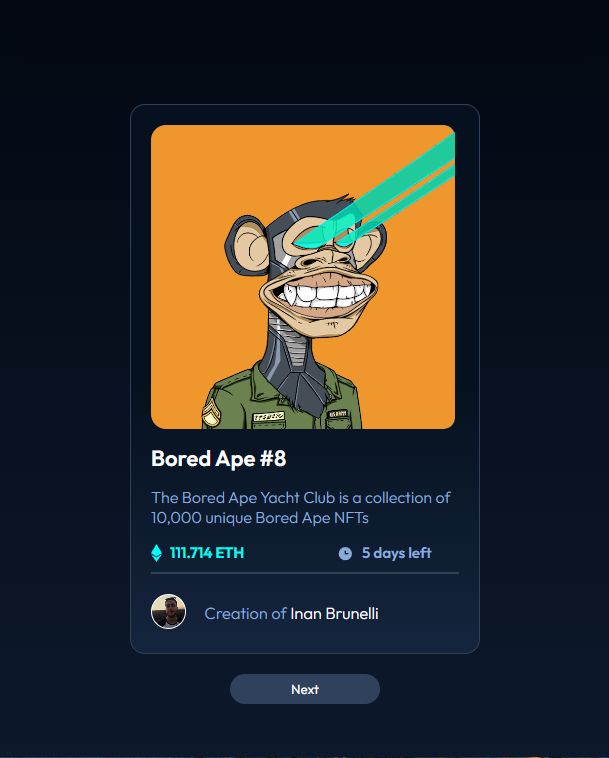 Bored Ape #8
The Bored Ape Yacht Club is a collection of
10,000 unique Bored Ape NFTs
111.714 ETH
5 days left
Creation of Inan Brunelli
Next